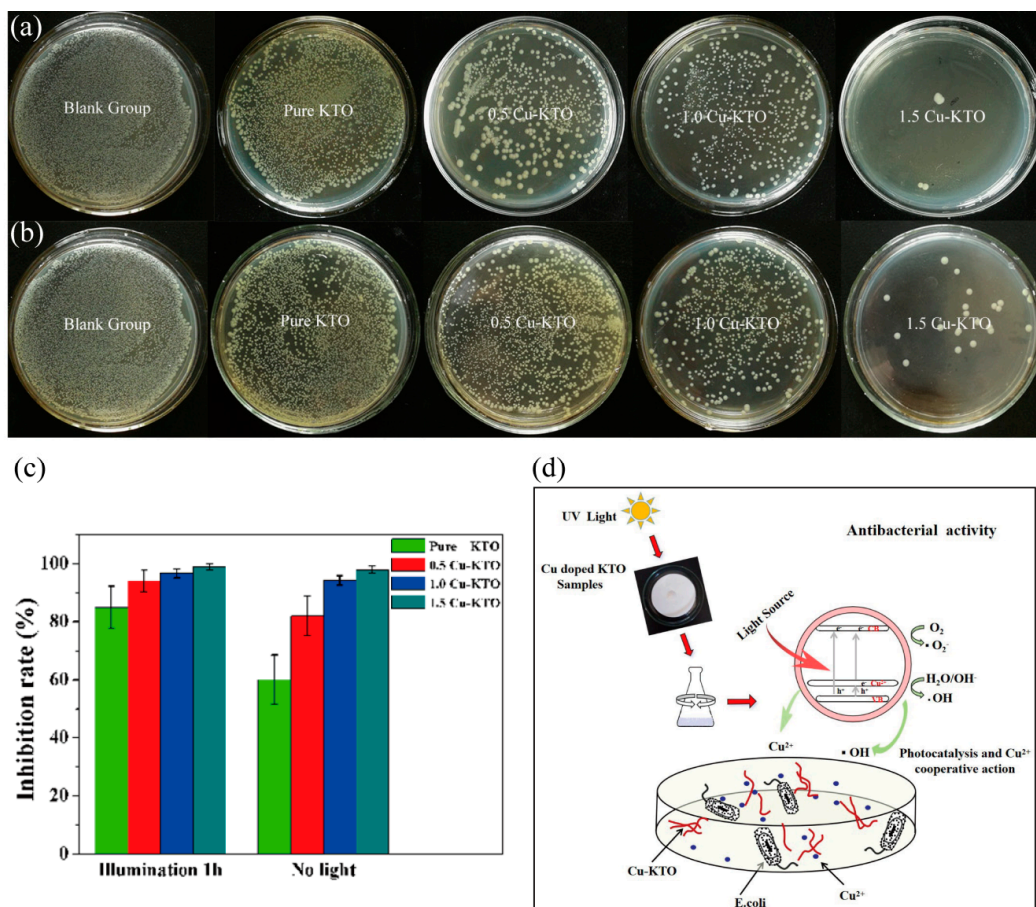 (a)
Blank Group
Pure KTO
0.5 Cu-KTO
1.0 Cu-KTO
1.5 Cu-KTO
(b)
Blank Group
Pure KTO
0.5 Cu-KTO
1.0 Cu-KTO
1.5 Cu-KTO
(c)
Inhibition rate (%)
100
80
60
40
20
0
Pure KTO
0.5 Cu-KTO
1.0 Cu-KTO
1.5 Cu-KTO
Illumination 1h
No light
(d)
UV Light
Antibacterial activity
Cu doped KTO
Samples
Light Source
e⁻ e⁻ CB
O₂
• O₂⁻
e⁻ Cu²⁺
H₂O/OH⁻
h⁺ h⁺ VB
· OH
Cu²⁺
• OH
Photocatalysis and Cu²⁺
cooperative action
Cu-KTO
E.coli
Cu²⁺